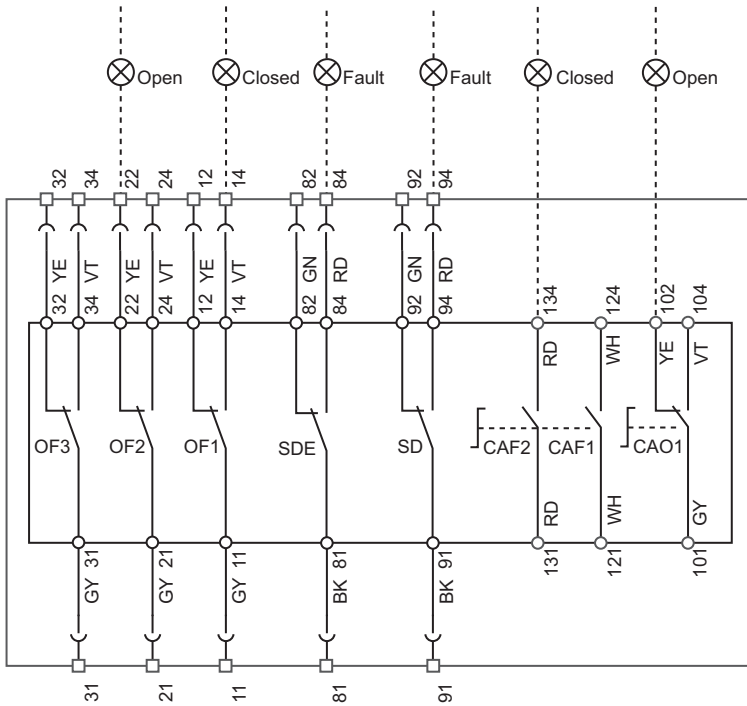 Open
Closed
Fault
Fault
Closed
Open
32
34
22
24
12
14
82
84
92
94
YE
VT
YE
VT
YE
VT
GN
RD
GN
RD
32
34
22
24
12
14
82
84
92
94
134
124
102
104
RD
WH
YE
VT
OF3
OF2
OF1
SDE
SD
CAF2
CAF1
CAO1
RD
WH
GY
31
21
11
81
91
131
121
101
GY
GY
GY
BK
BK
31
21
11
81
91